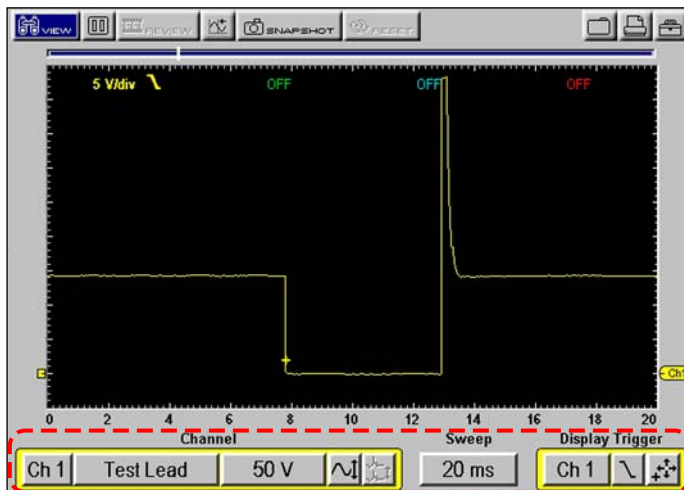 VIEW REVIEW SNAPSHOT RESET
5 V/div OFF OFF OFF
Ch1
0 2 4 6 8 10 12 14 16 18 20
Channel Sweep Display Trigger
Ch 1 Test Lead 50 V 20 ms Ch 1